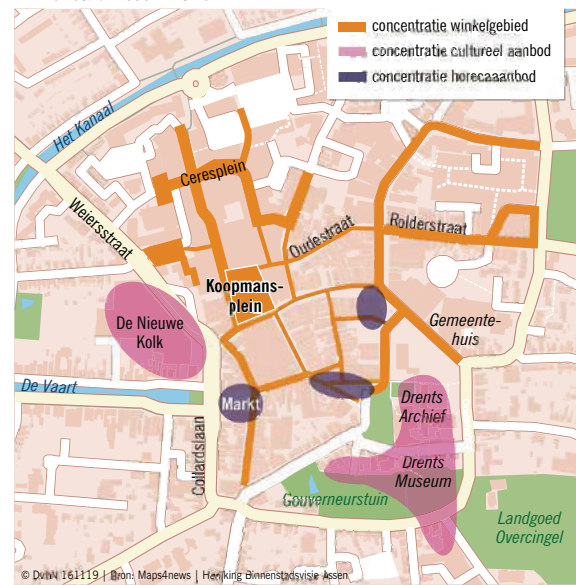 concentratie winkelgebied
concentratie cultureel aanbod
concentratie horecaaanbod
Het Kanaal
Ceresplein
Weiersstraat
Oudestraat
Rolderstraat
Koopmans-
plein
De Nieuwe
Kolk
Gemeente-
huis
De Vaart
Markt
Drents
Archief
Collardslaan
Drents
Museum
Gouverneurstuin
Landgoed
Overcingel
© DvhN 161119 | Bron: Maps4news | Herijking Binnenstadsvisie Assen